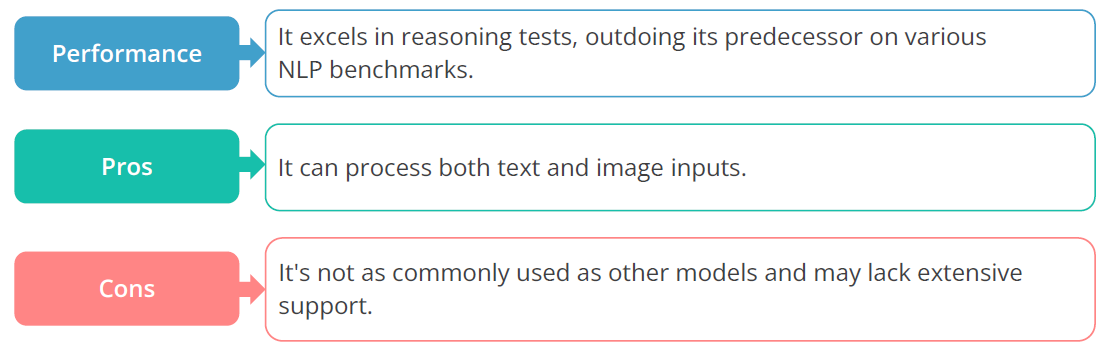 Performance
It excels in reasoning tests, outdoing its predecessor on various
NLP benchmarks.
Pros
It can process both text and image inputs.
Cons
It's not as commonly used as other models and may lack extensive
support.